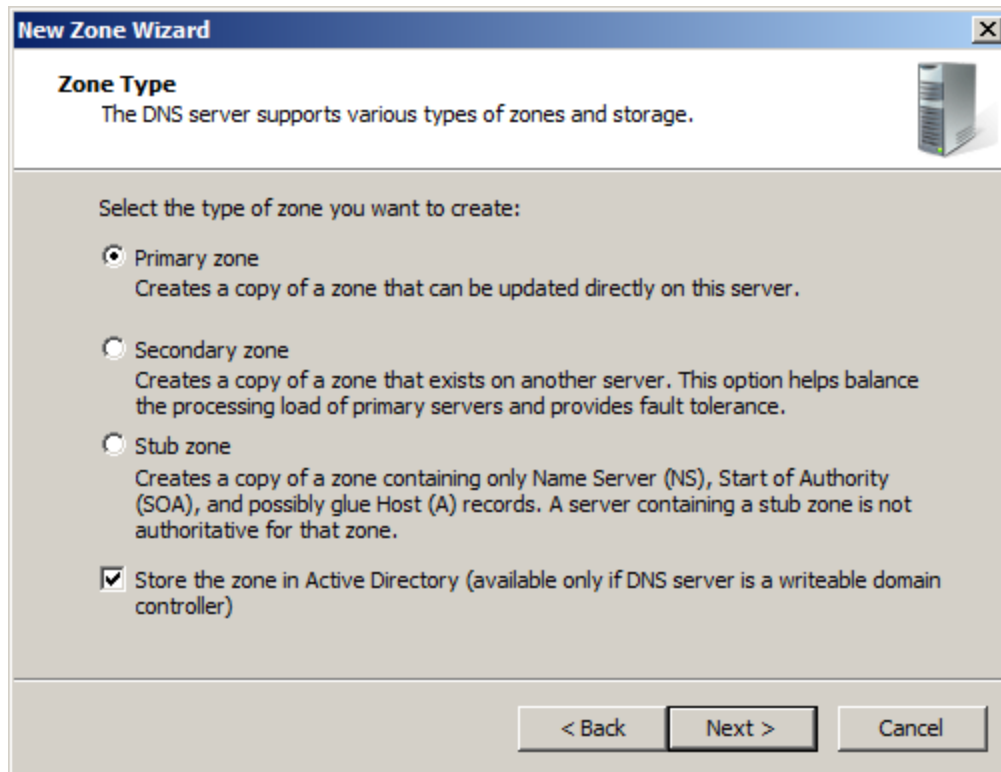 New Zone Wizard
Zone Type
The DNS server supports various types of zones and storage.
Select the type of zone you want to create:
Primary zone
Creates a copy of a zone that can be updated directly on this server.
Secondary zone
Creates a copy of a zone that exists on another server. This option helps balance
the processing load of primary servers and provides fault tolerance.
Stub zone
Creates a copy of a zone containing only Name Server (NS), Start of Authority
(SOA), and possibly glue Host (A) records. A server containing a stub zone is not
authoritative for that zone.
Store the zone in Active Directory (available only if DNS server is a writeable domain
controller)
< Back Next > Cancel